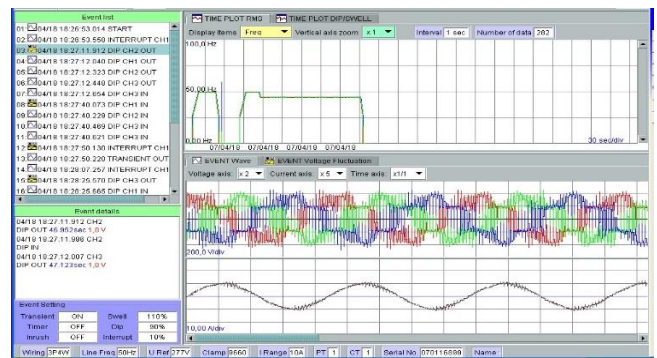 Event list
01 04/18 18:26:53.014 START
02 04/18 18:26:53.550 INTERRUPT CH1
03 04/18 18:27:11.912 DIP CH2 OUT
04 04/18 18:27:12.040 DIP CH1 OUT
05 04/18 18:27:12.323 DIP CH2 OUT
06 04/18 18:27:12.449 DIP CH2 OUT
07 04/18 18:27:12.654 DIP CH3 IN
08 04/18 18:27:40.073 DIP CH1 IN
09 04/18 18:27:40.229 DIP CH2 IN
10 04/18 18:27:40.469 DIP CH3 IN
11 04/18 18:27:40.621 DIP CH3 IN
12 04/18 18:27:50.130 INTERRUPT CH1
13 04/18 18:27:50.220 TRANSIENT OUT
14 04/18 18:28:07.257 INTERRUPT CH1
15 04/18 18:28:25.570 DIP CH3 OUT
16 04/18 18:28:25.665 DIP CH1 IN
Event details
04/18 18:27:11.912 CH2
DIP OUT 46.952sec 1,0 V
04/18 18:27:11.998 CH2
DIP IN
04/18 18:27:12.007 CH3
DIP OUT 47.123sec 1,0 V
Event Setting
Transient ON Swell 110%
Timer OFF Dip 90%
Inrush OFF Interrupt 10%
TIME PLOT RMS TIME PLOT DIP/SWELL
Display Items Freq Vertical axis zoom x 1 Interval 1 sec Number of data 282
100,0 Hz
50,00 Hz
0,00 Hz
07/04/18 07/04/18 07/04/18 07/04/18
30 sec/div
EVENT Wave EVENT Voltage Fluctuation
Voltage axis: x 2 Current axis: x 5 Time axis: x1/1
200,0 V/div
10,00 A/div
Wiring 3P4W Line Freq 50Hz U Ref 277V Clamp 9660 I Range 10A PT 1 CT 1 Serial No. 070116899 Name